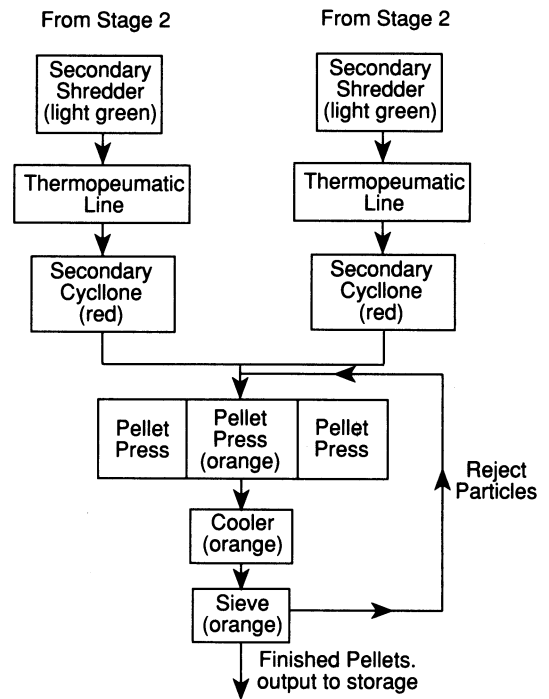 From Stage 2
From Stage 2
Secondary
Shredder
(light green)
Secondary
Shredder
(light green)
Thermopeumatic
Line
Thermopeumatic
Line
Secondary
Cycllone
(red)
Secondary
Cycllone
(red)
Pellet
Press
Pellet
Press
(orange)
Pellet
Press
Reject
Particles
Cooler
(orange)
Sieve
(orange)
Finished Pellets.
output to storage